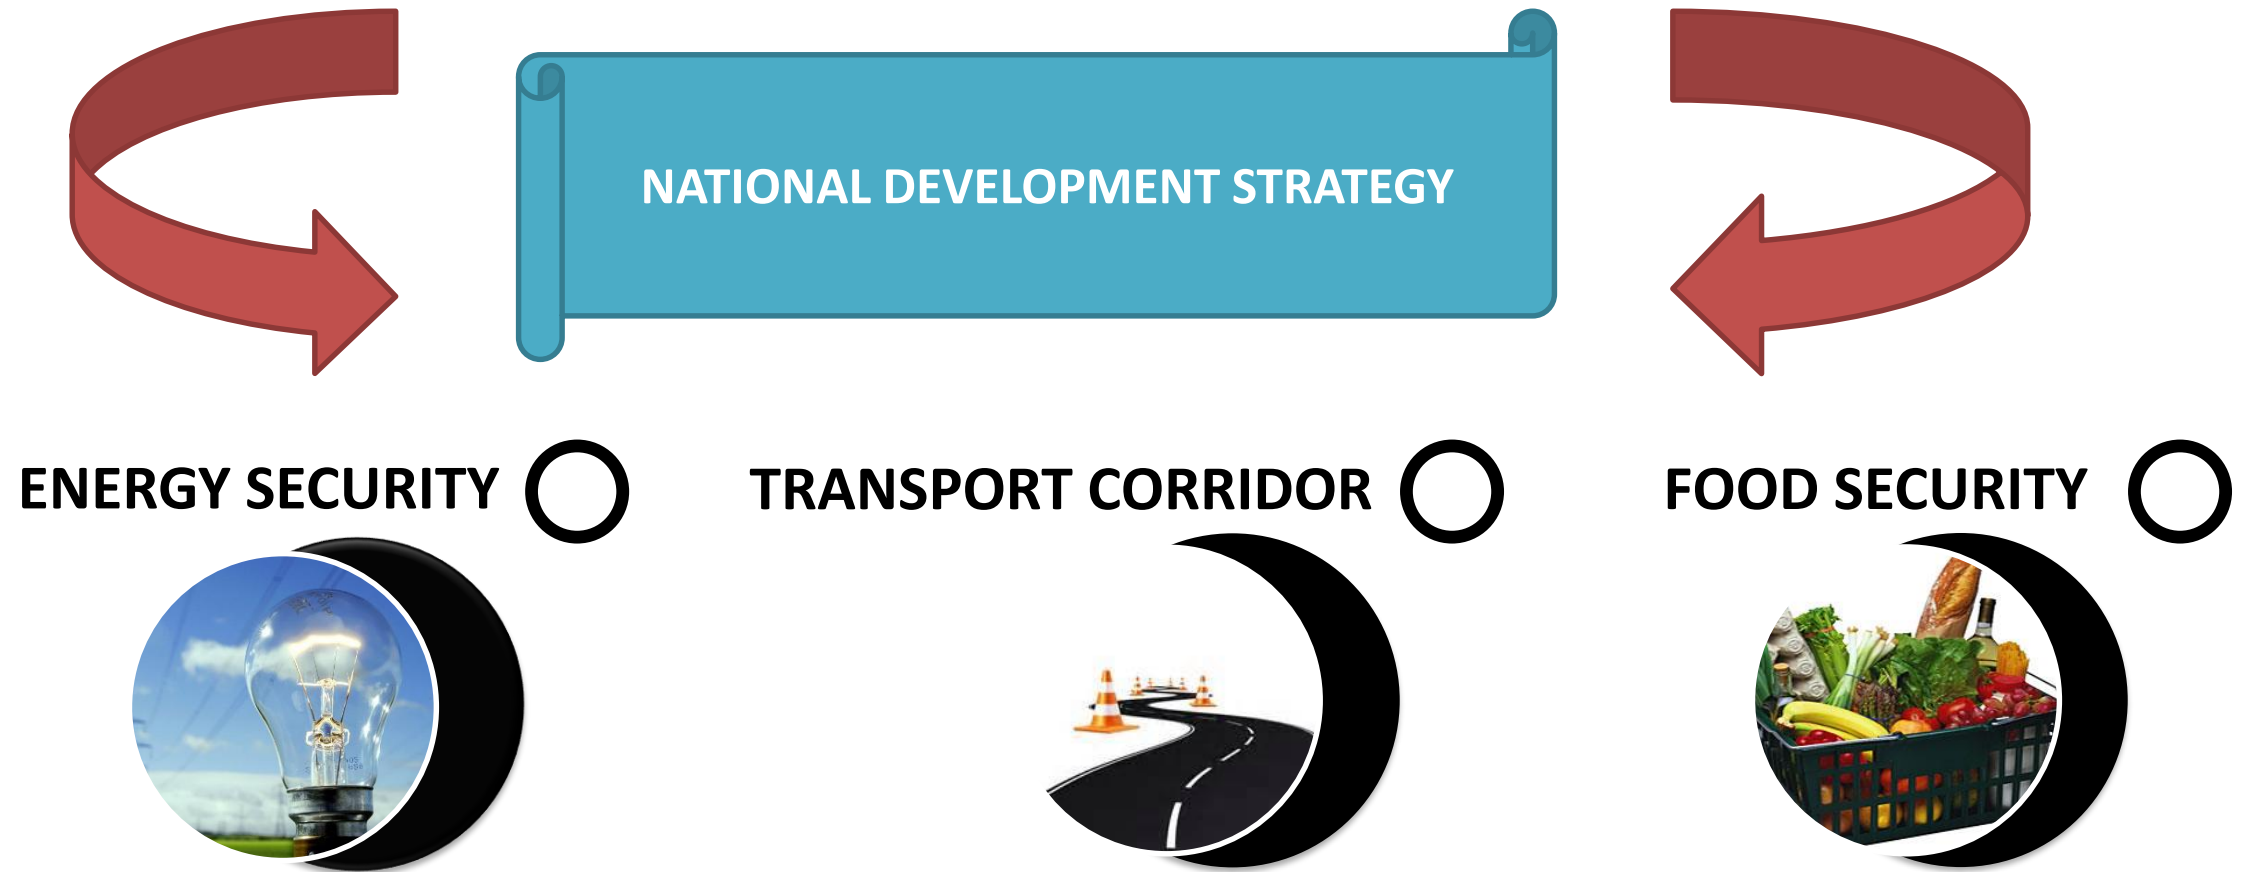 NATIONAL DEVELOPMENT STRATEGY
ENERGY SECURITY
TRANSPORT CORRIDOR
FOOD SECURITY